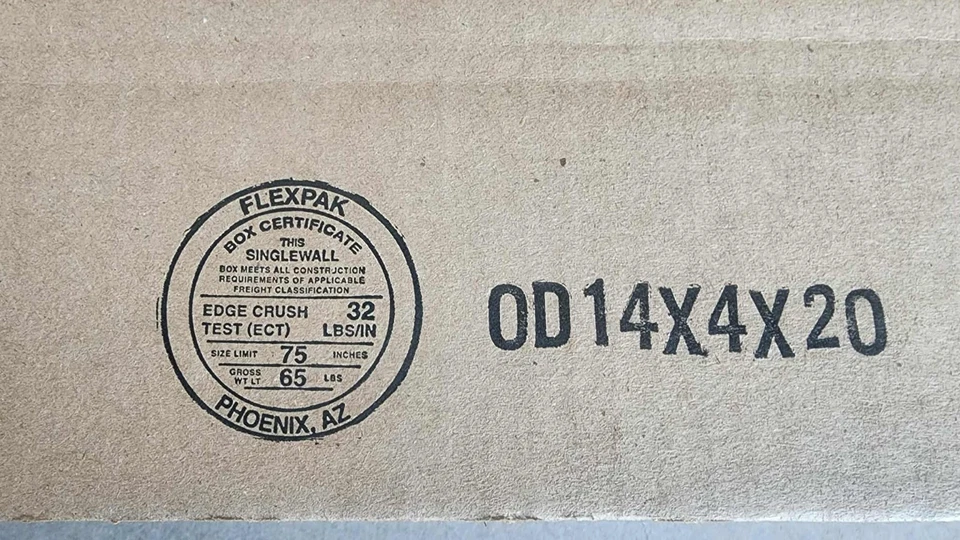 FLEXPAK
BOX CERTIFICATE
THIS
SINGLEWALL
BOX MEETS ALL CONSTRUCTION
REQUIREMENTS OF APPLICABLE
FREIGHT CLASSIFICATION
EDGE CRUSH 32
TEST (ECT) LBS/IN
SIZE LIMIT 75 INCHES
GROSS
WT LT 65 LBS
PHOENIX, AZ
OD14X4X20